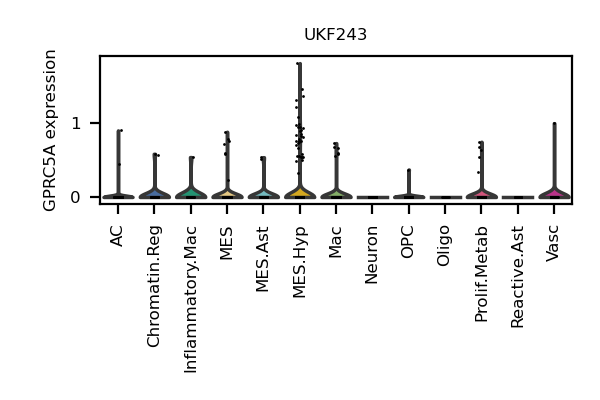 UKF243
GPRC5A expression
1
0
AC
Chromatin.Reg
Inflammatory.Mac
MES
MES.Ast
MES.Hyp
Mac
Neuron
OPC
Oligo
Prolif.Metab
Reactive.Ast
Vasc